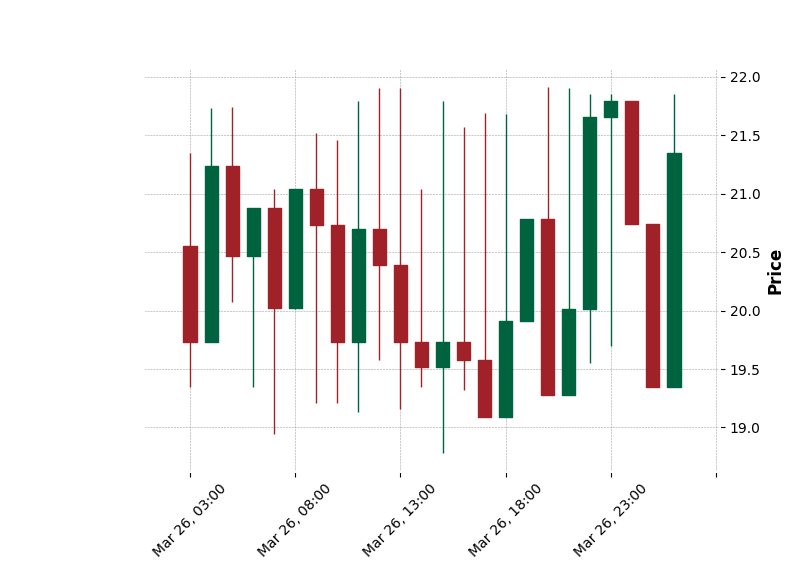 22.0
21.5
21.0
20.5
20.0
19.5
19.0
Price
Mar 26, 03:00
Mar 26, 08:00
Mar 26, 13:00
Mar 26, 18:00
Mar 26, 23:00